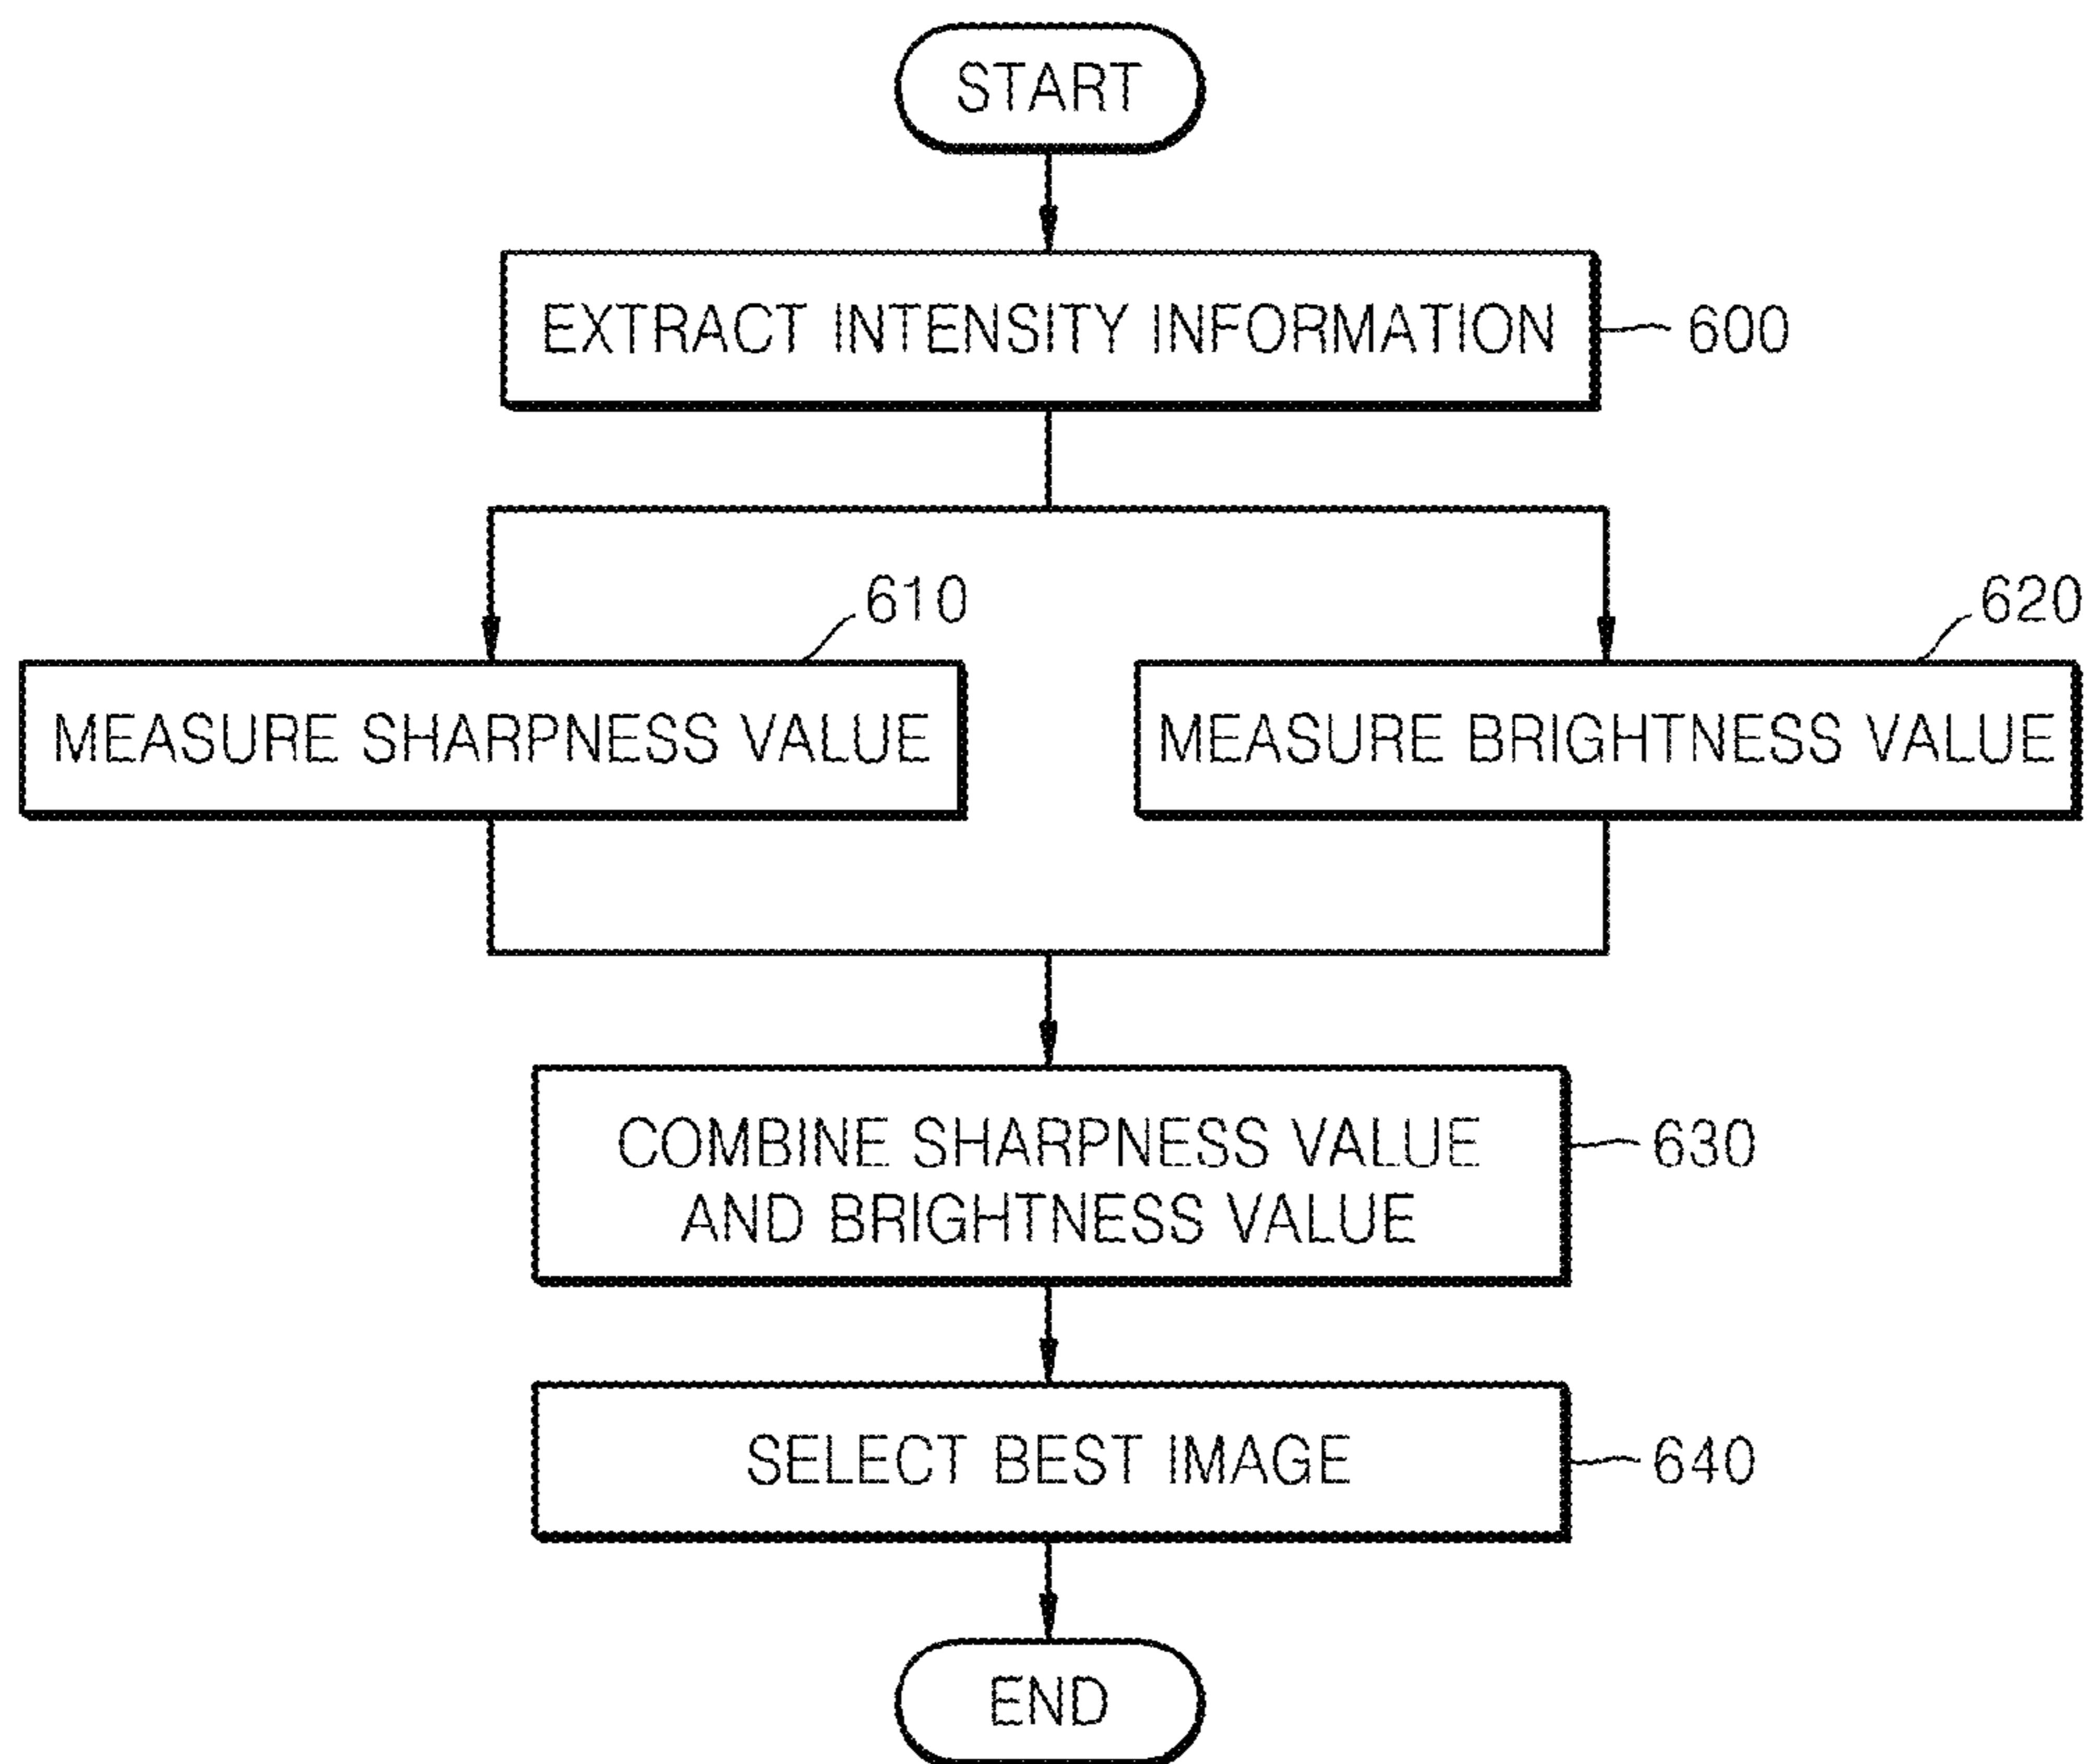 START
EXTRACT INTENSITY INFORMATION
600
610
620
MEASURE SHARPNESS VALUE
MEASURE BRIGHTNESS VALUE
COMBINE SHARPNESS VALUE
AND BRIGHTNESS VALUE
630
SELECT BEST IMAGE
640
END